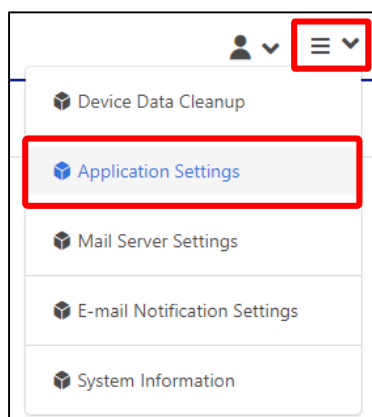 Device Data Cleanup
Application Settings
Mail Server Settings
E-mail Notification Settings
System Information